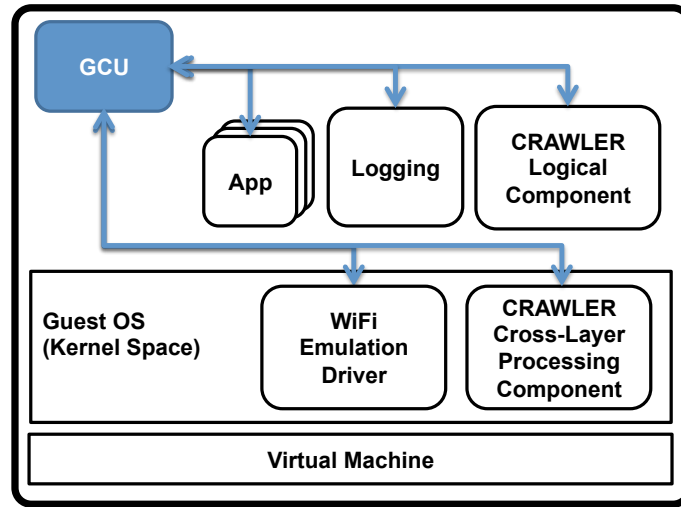 GCU
App
Logging
CRAWLER
Logical
Component
Guest OS
(Kernel Space)
WiFi
Emulation
Driver
CRAWLER
Cross-Layer
Processing
Component
Virtual Machine